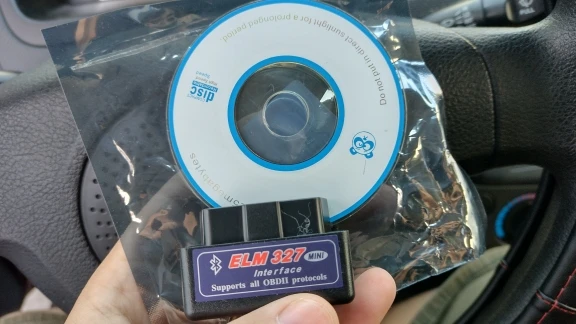 Do not put in direct sunlight for a prolonged period
disc
ELM 327 MINI
Interface
Supports all OBDII protocols